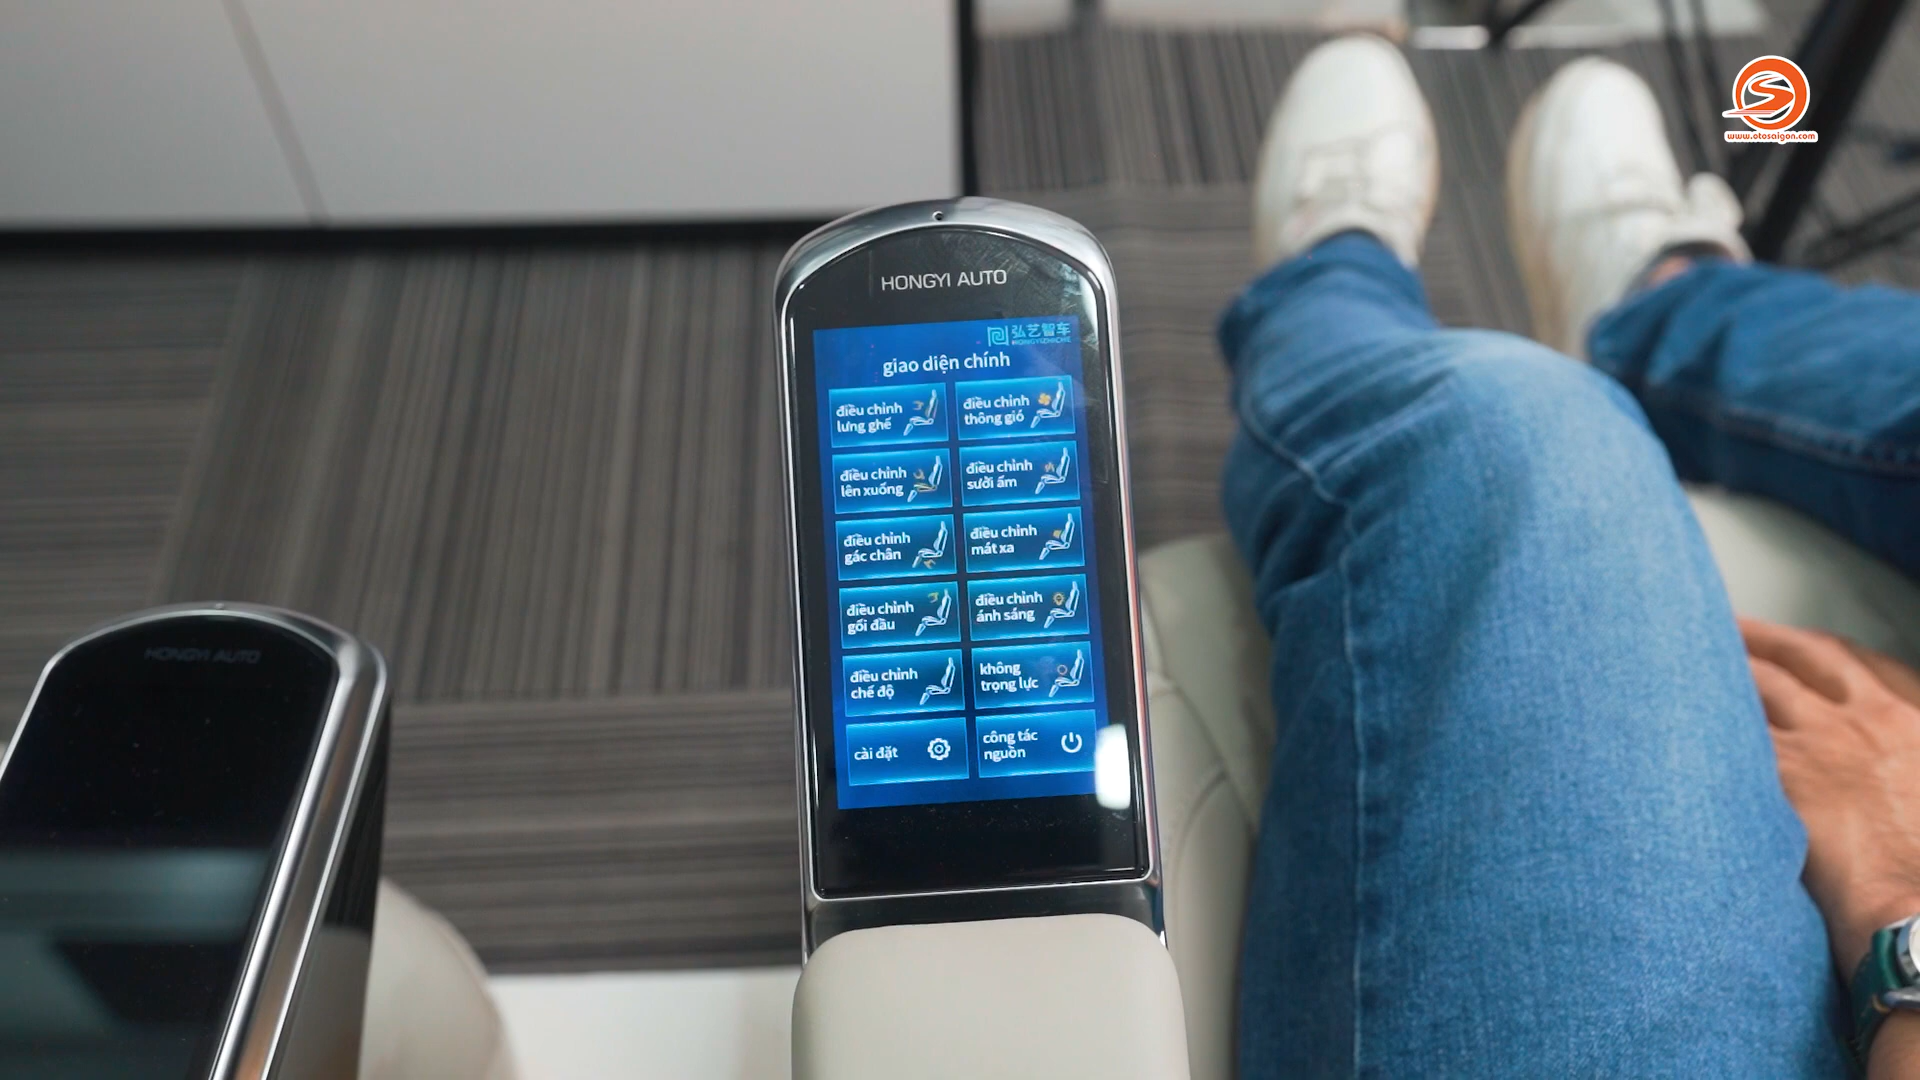 www.otosaigon.com
HONGYI AUTO
弘艺智车
HONGYIZHICHE
giao diện chính
điều chỉnh
lưng ghế
điều chỉnh
thông gió
điều chỉnh
lên xuống
điều chỉnh
sưởi ấm
điều chỉnh
gác chân
điều chỉnh
mát xa
điều chỉnh
gối đầu
điều chỉnh
ánh sáng
điều chỉnh
chế độ
không
trọng lực
cài đặt
công tác
nguồn
HONGYI AUTO